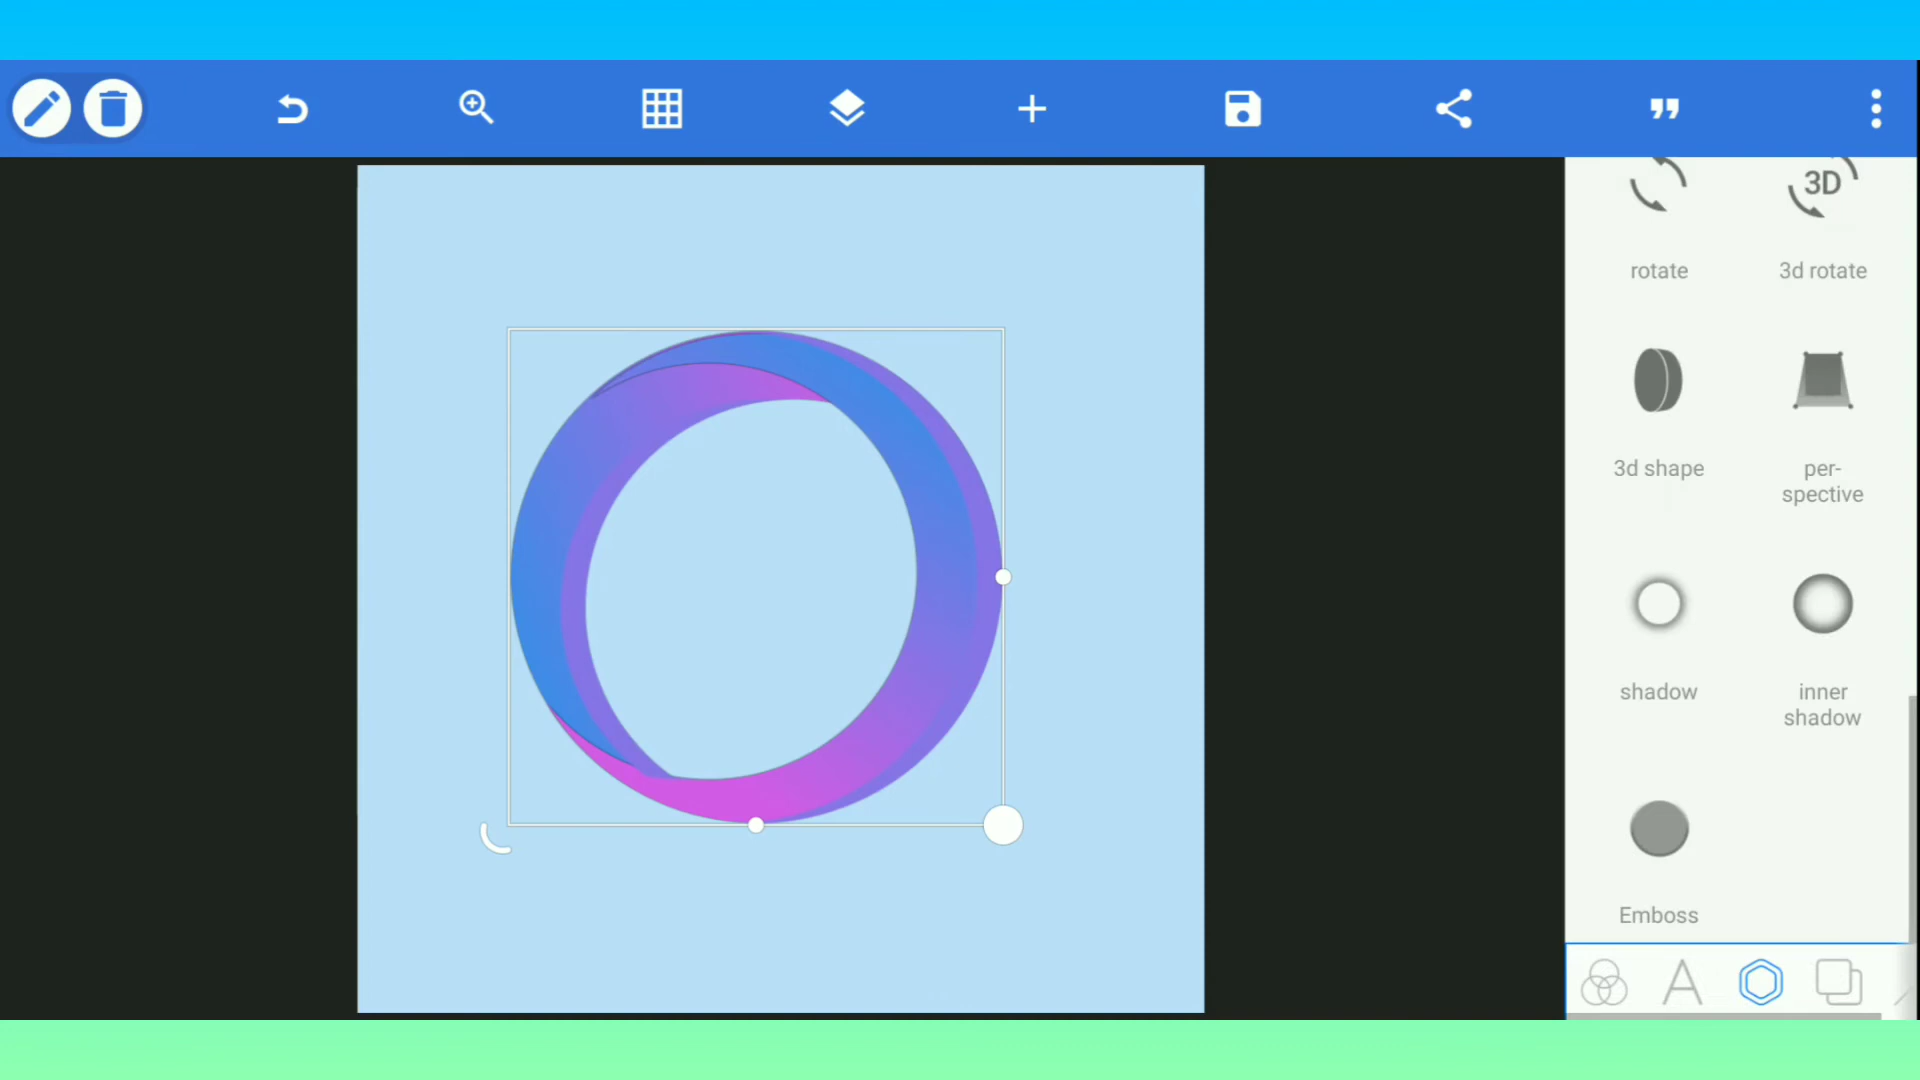 3D
rotate
3d rotate
3d shape
per-
spective
shadow
inner
shadow
Emboss